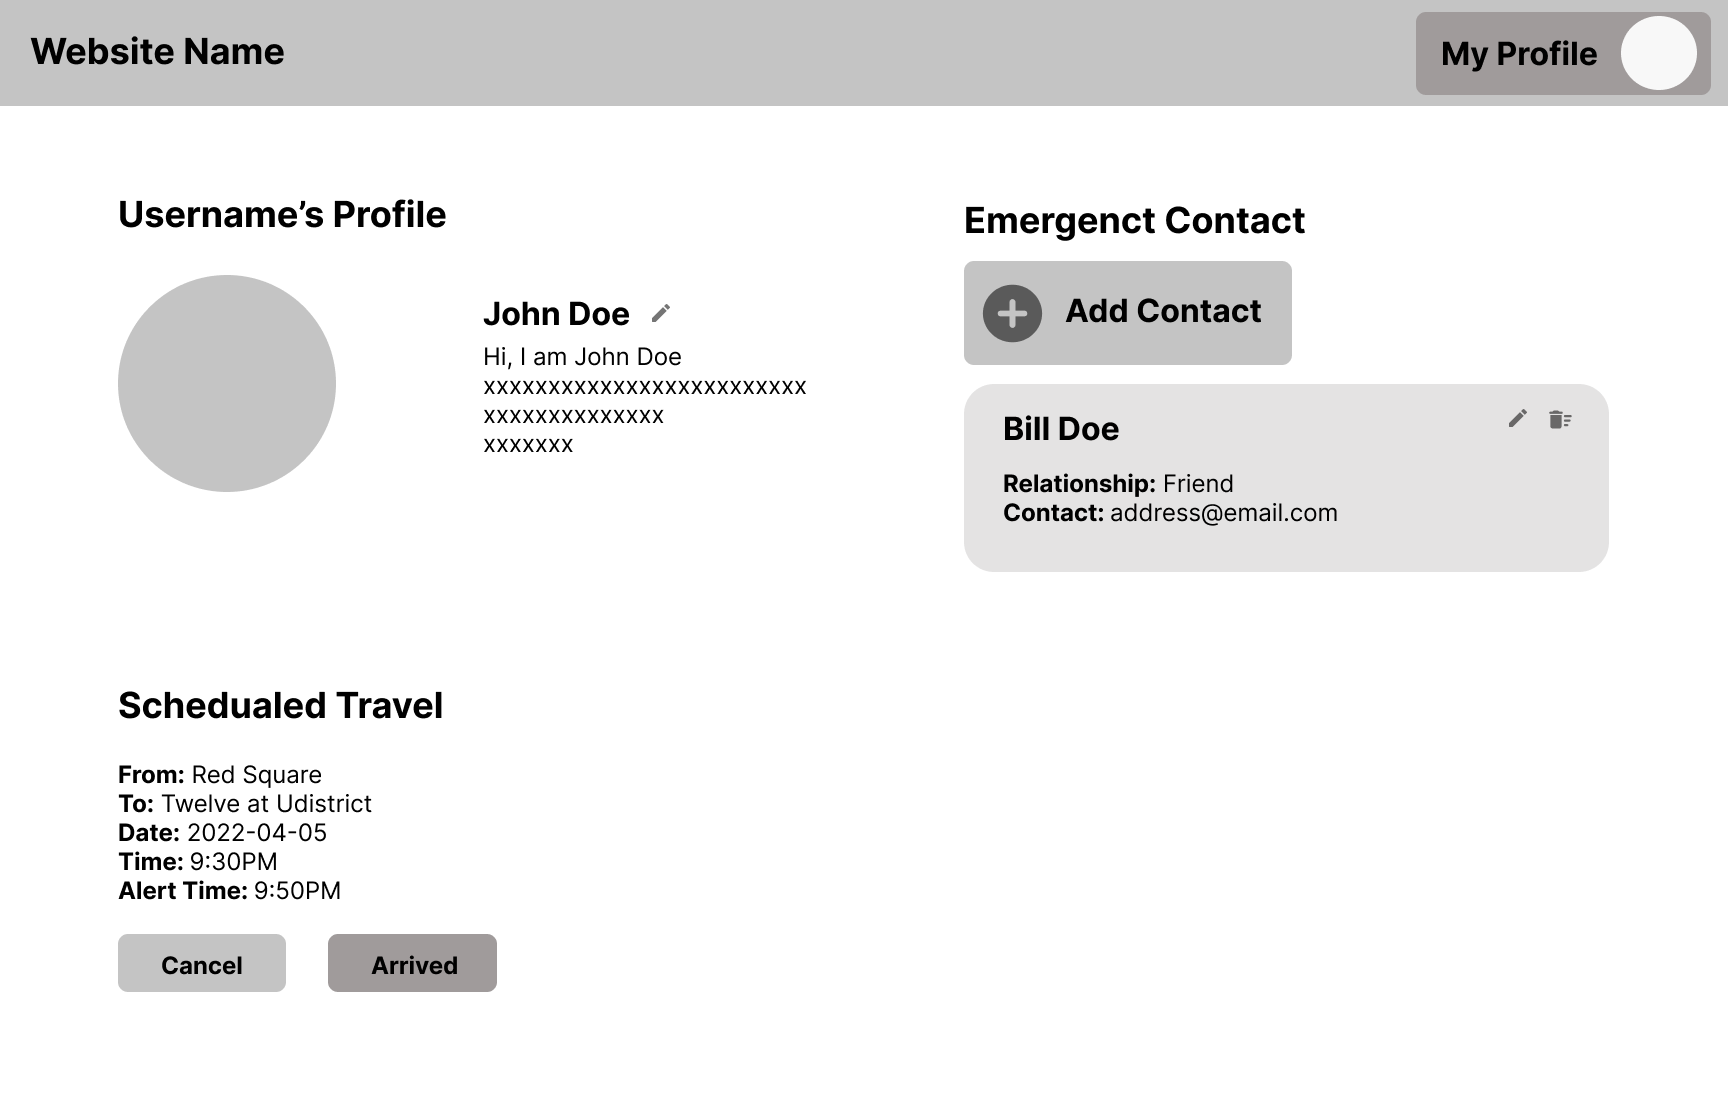 Website Name
My Profile
Username’s Profile
John Doe
Hi, I am John Doe
xxxxxxxxxxxxxxxxxxxxxxxxx
xxxxxxxxxxxxxx
xxxxxxx
Emergenct Contact
Add Contact
Bill Doe
Relationship: Friend
Contact: address@email.com
Schedualed Travel
From: Red Square
To: Twelve at Udistrict
Date: 2022-04-05
Time: 9:30PM
Alert Time: 9:50PM
Cancel
Arrived